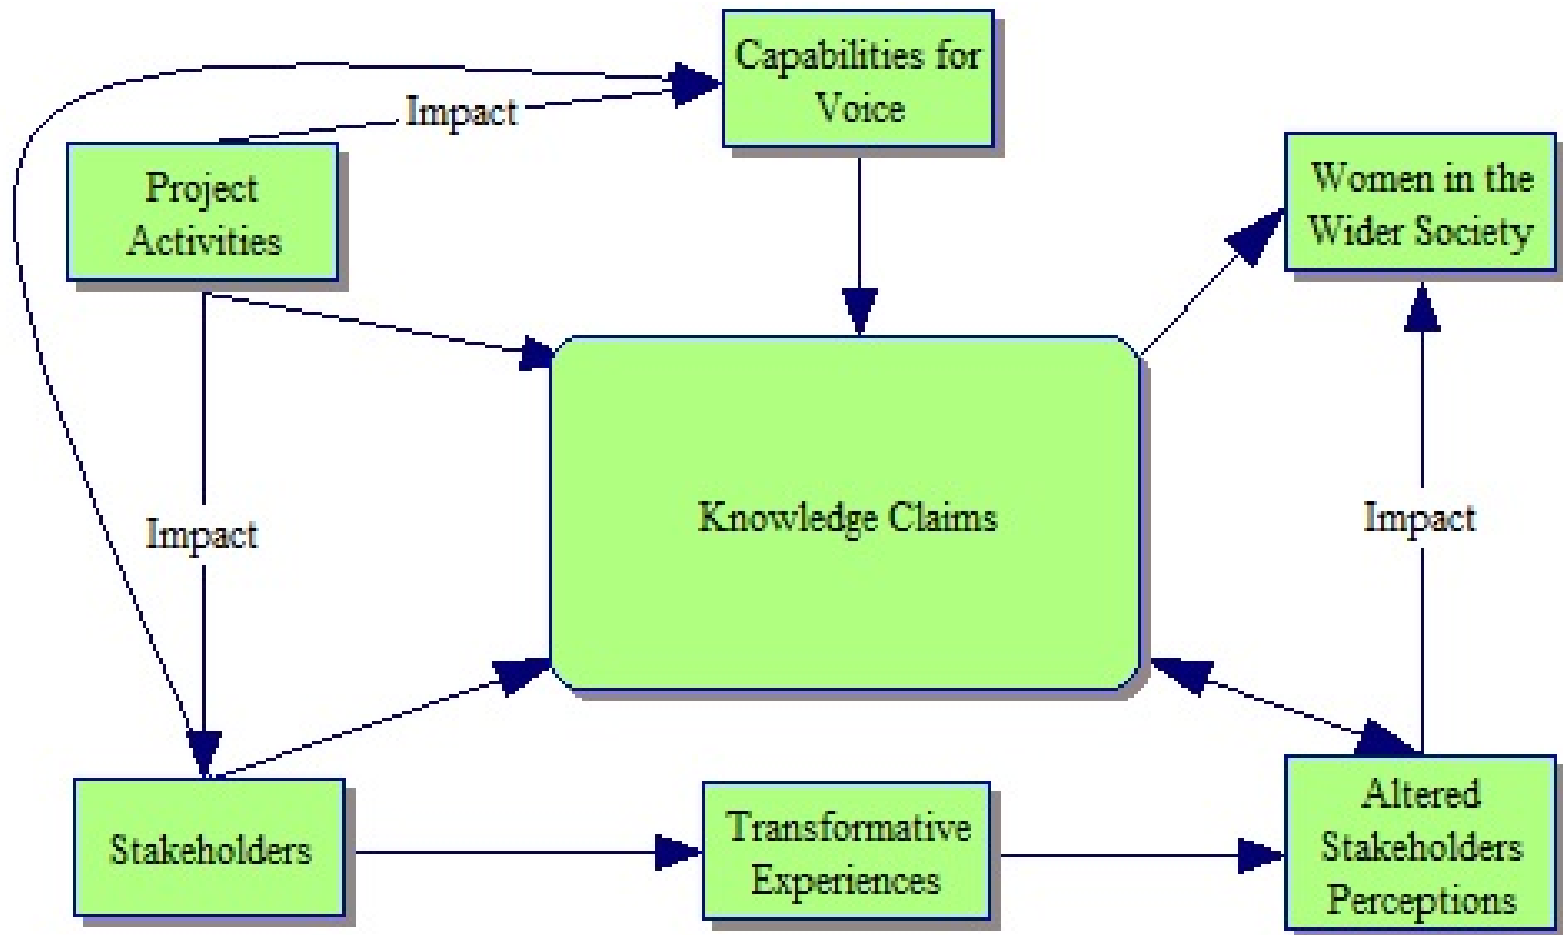 Capabilities for
Voice
Impact
Project
Activities
Women in the
Wider Society
Knowledge Claims
Impact
Impact
Stakeholders
Transformative
Experiences
Altered
Stakeholders
Perceptions